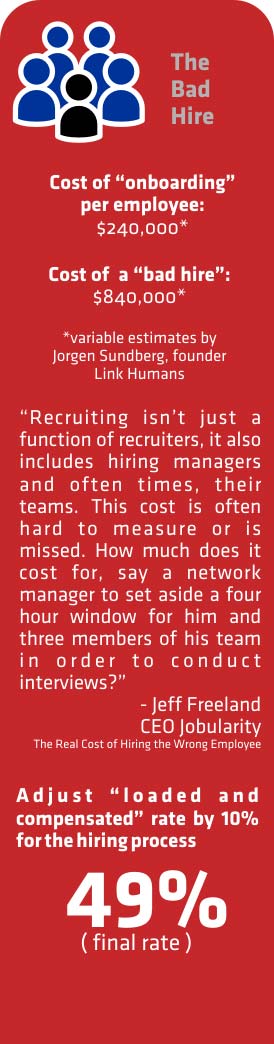 The
Bad
Hire
Cost of “onboarding”
per employee:
$240,000*
Cost of a “bad hire”:
$840,000*
*variable estimates by
Jorgen Sundberg, founder
Link Humans
“Recruiting isn’t just a
function of recruiters, it also
includes hiring managers
and often times, their
teams. This cost is often
hard to measure or is
missed. How much does it
cost for, say a network
manager to set aside a four
hour window for him and
three members of his team
in order to conduct
interviews?”
- Jeff Freeland
CEO Jobularity
The Real Cost of Hiring the Wrong Employee
Adjust “loaded and
compensated” rate by 10%
for the hiring process
49%
( final rate )